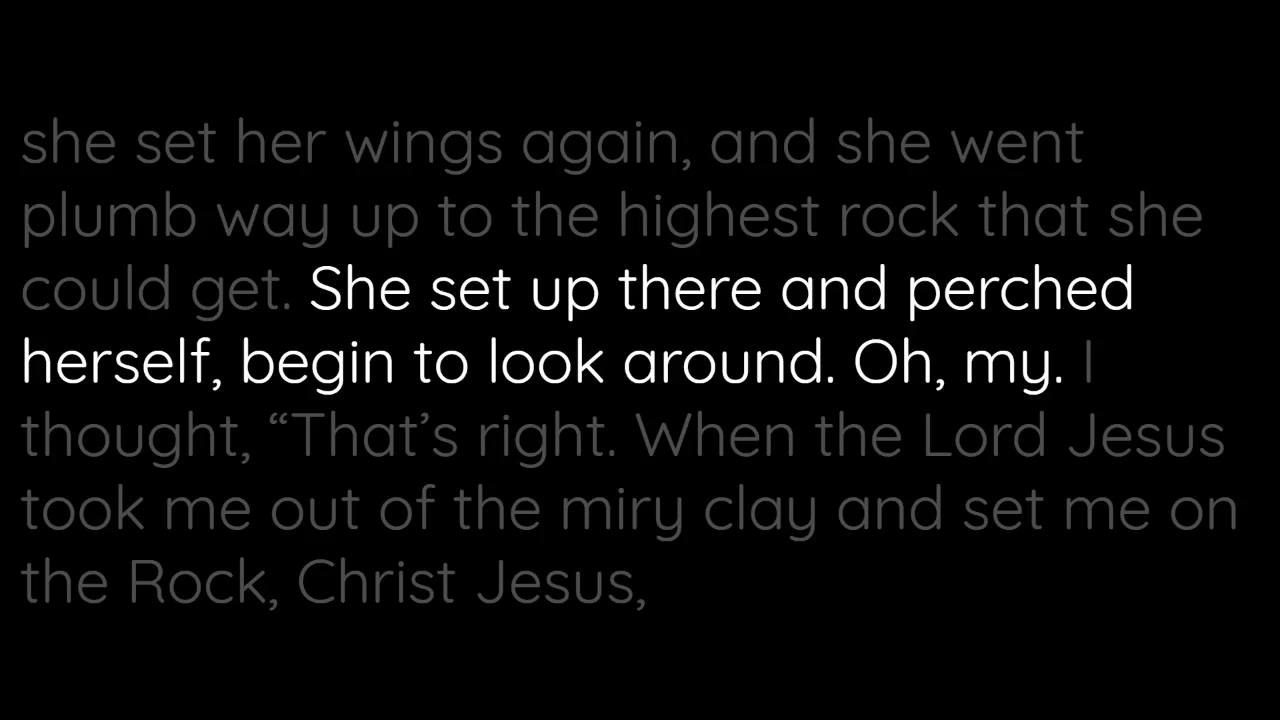 she set her wings again, and she went
plumb way up to the highest rock that she
could get. She set up there and perched
herself, begin to look around. Oh, my. I
thought, “That’s right. When the Lord Jesus
took me out of the miry clay and set me on
the Rock, Christ Jesus,